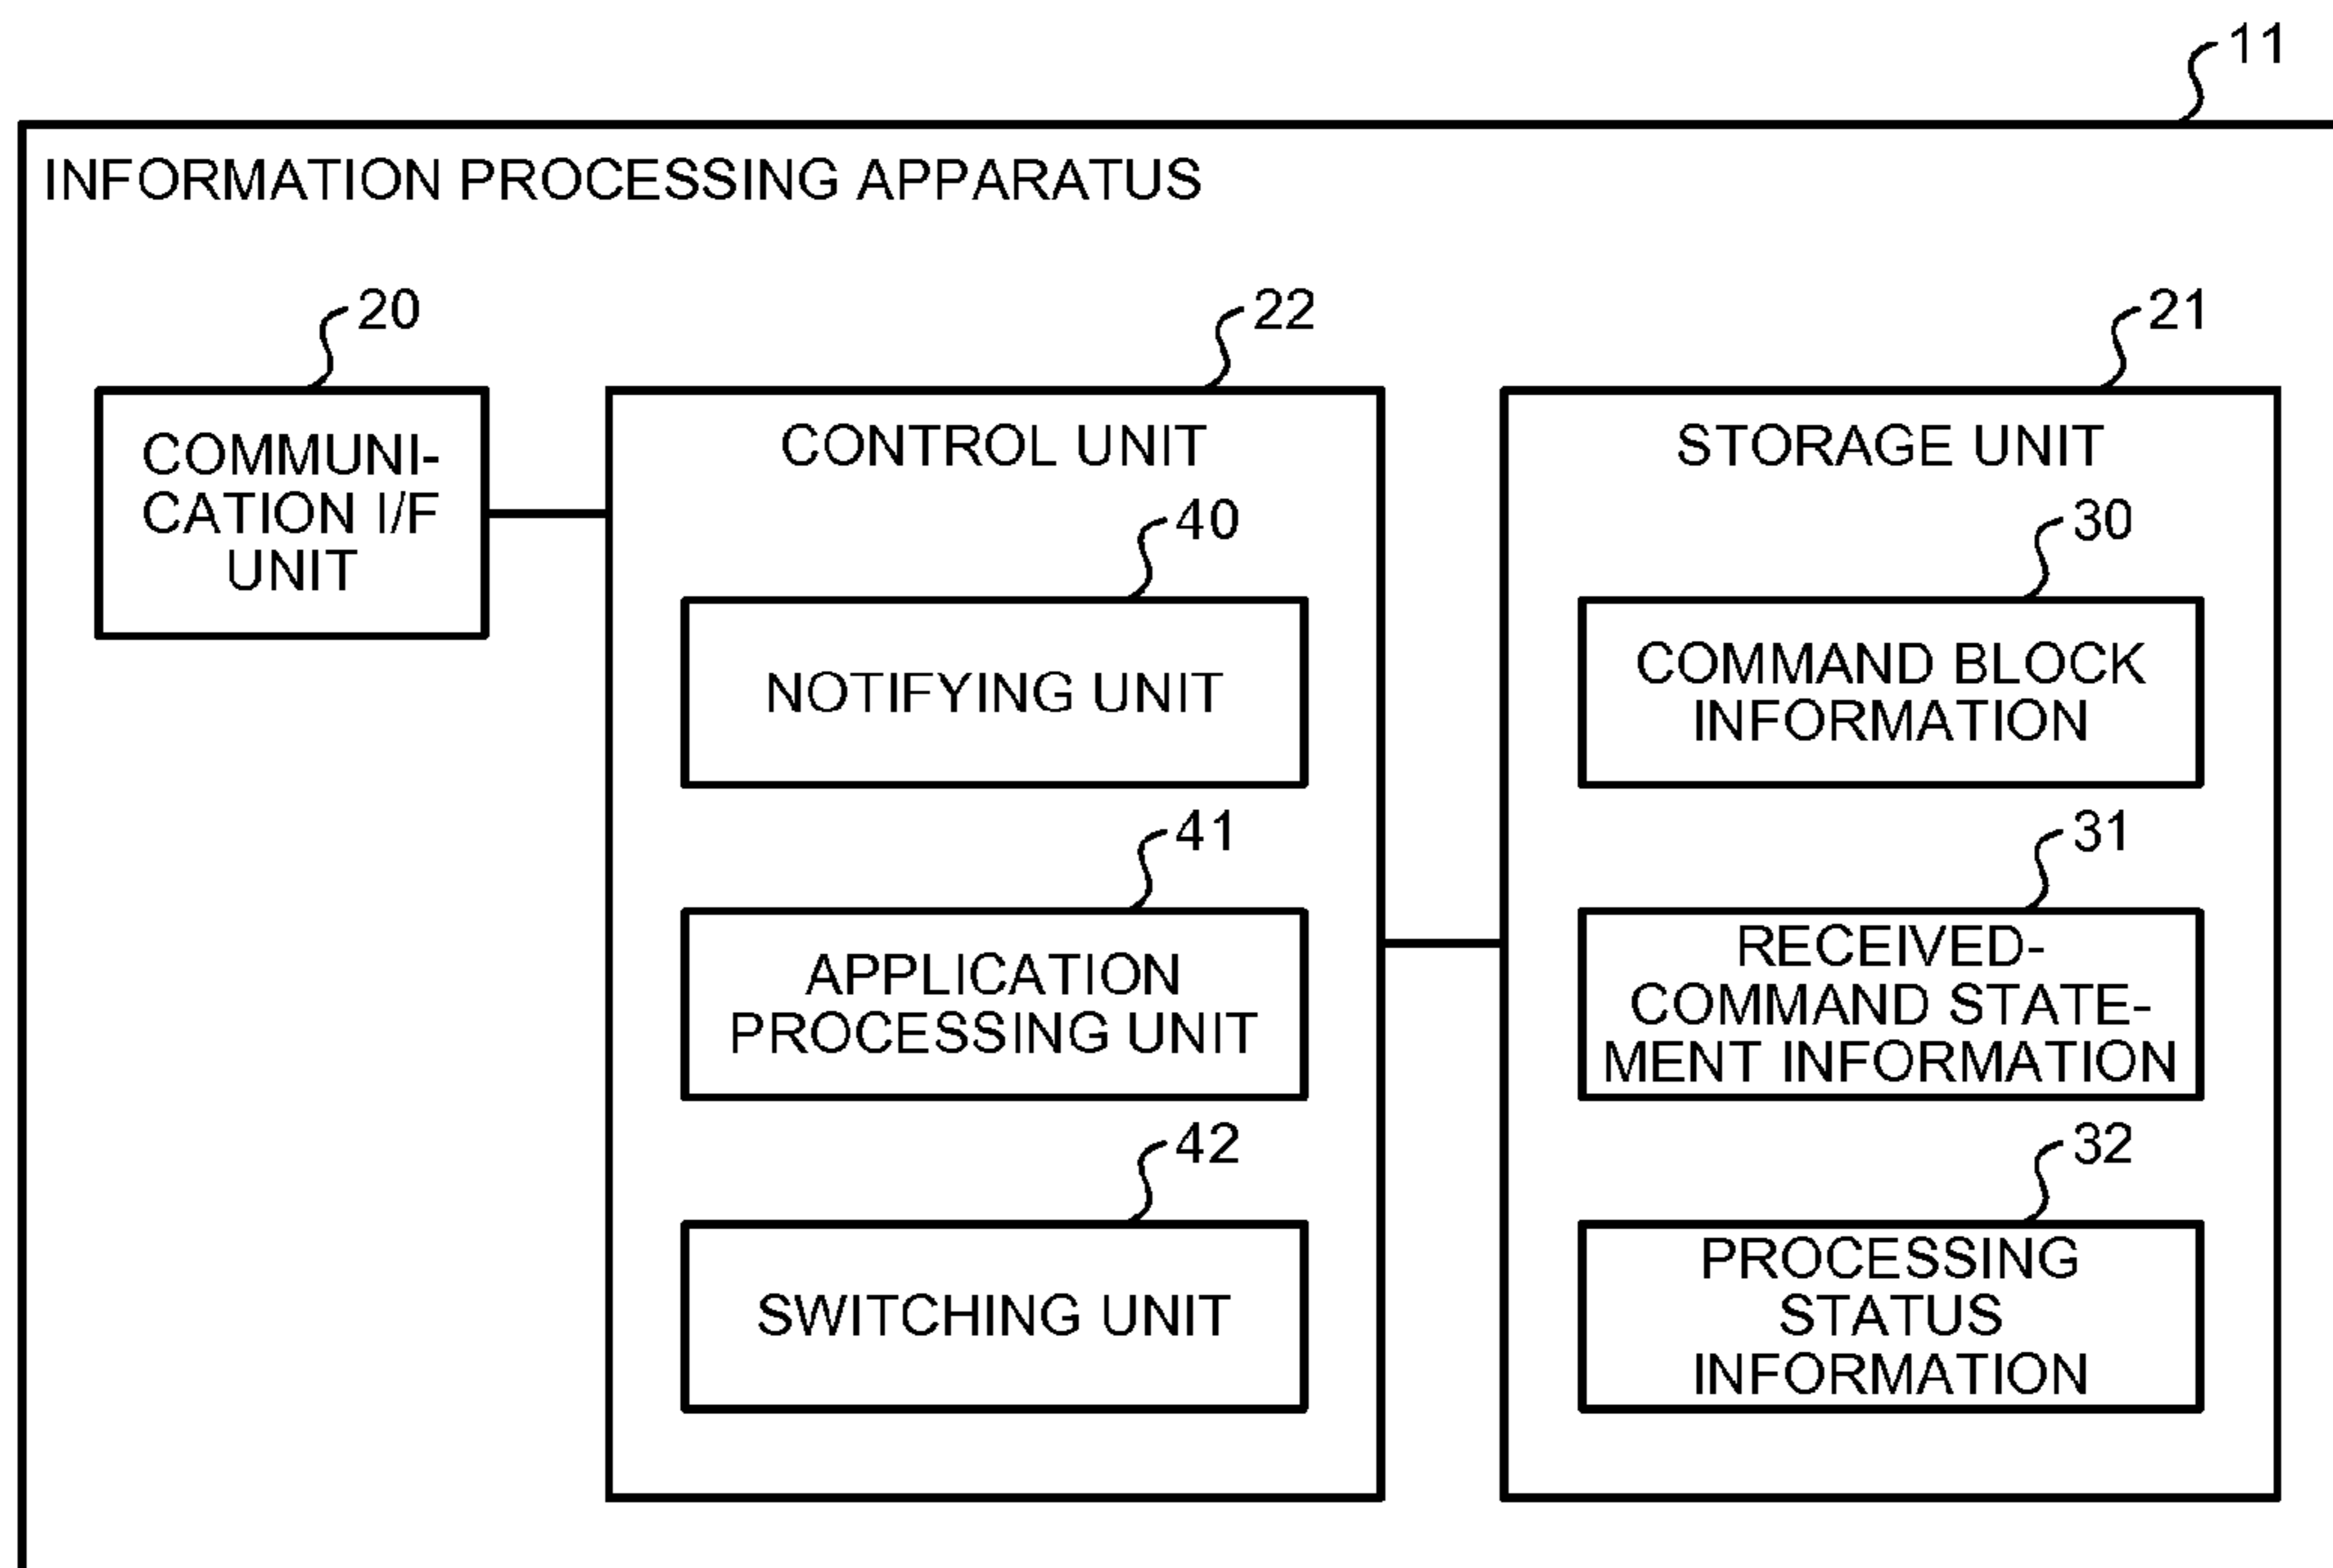 11
INFORMATION PROCESSING APPARATUS
20
22
21
COMMUNI-
CATION I/F
UNIT
CONTROL UNIT
40
NOTIFYING UNIT
41
APPLICATION
PROCESSING UNIT
42
SWITCHING UNIT
STORAGE UNIT
30
COMMAND BLOCK
INFORMATION
31
RECEIVED-
COMMAND STATE-
MENT INFORMATION
32
PROCESSING
STATUS
INFORMATION